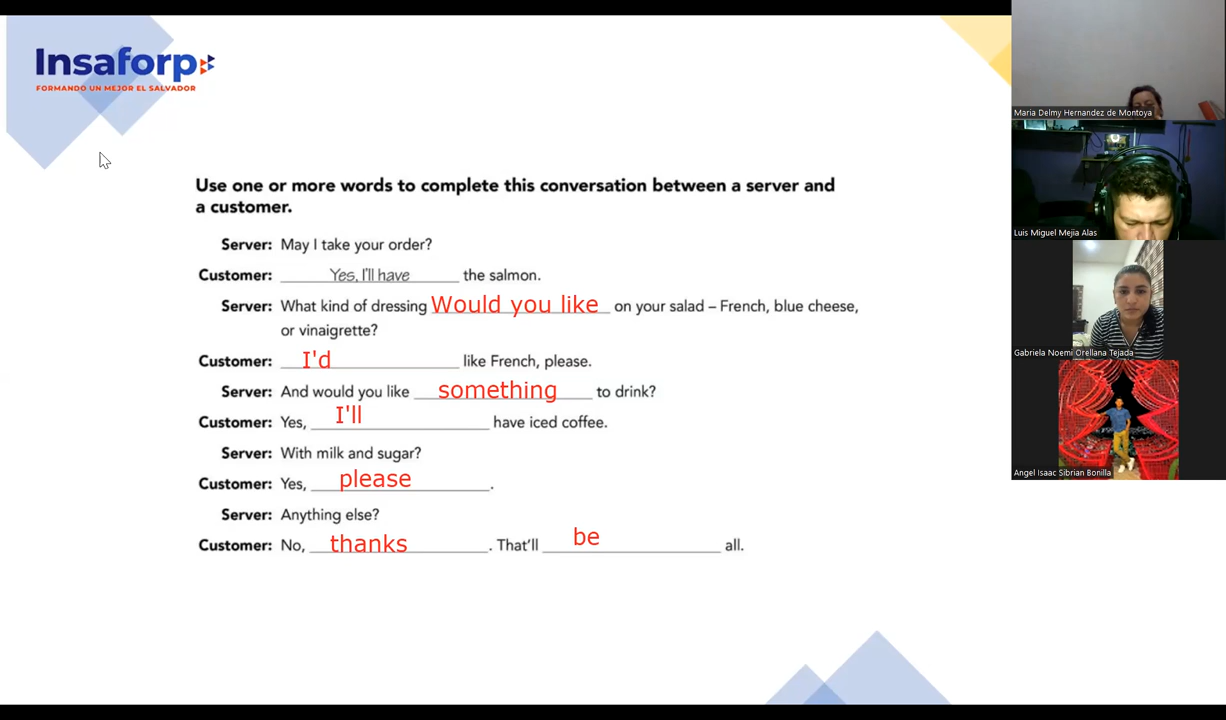 Insaforp
FORMANDO UN MEJOR EL SALVADOR
Use one or more words to complete this conversation between a server and
a customer.
Server: May I take your order?
Customer: Yes, I'll have the salmon.
Server: What kind of dressing Would you like on your salad – French, blue cheese,
or vinaigrette?
Customer: I'd like French, please.
Server: And would you like something to drink?
Customer: Yes, I'll have iced coffee.
Server: With milk and sugar?
Customer: Yes, please.
Server: Anything else?
Customer: No, thanks. That'll be all.
Maria Delmy Hernandez de Montoya
Luis Miguel Mejia Alas
Gabriela Noemi Orellana Tejada
Angel Isaac Sibrian Bonilla